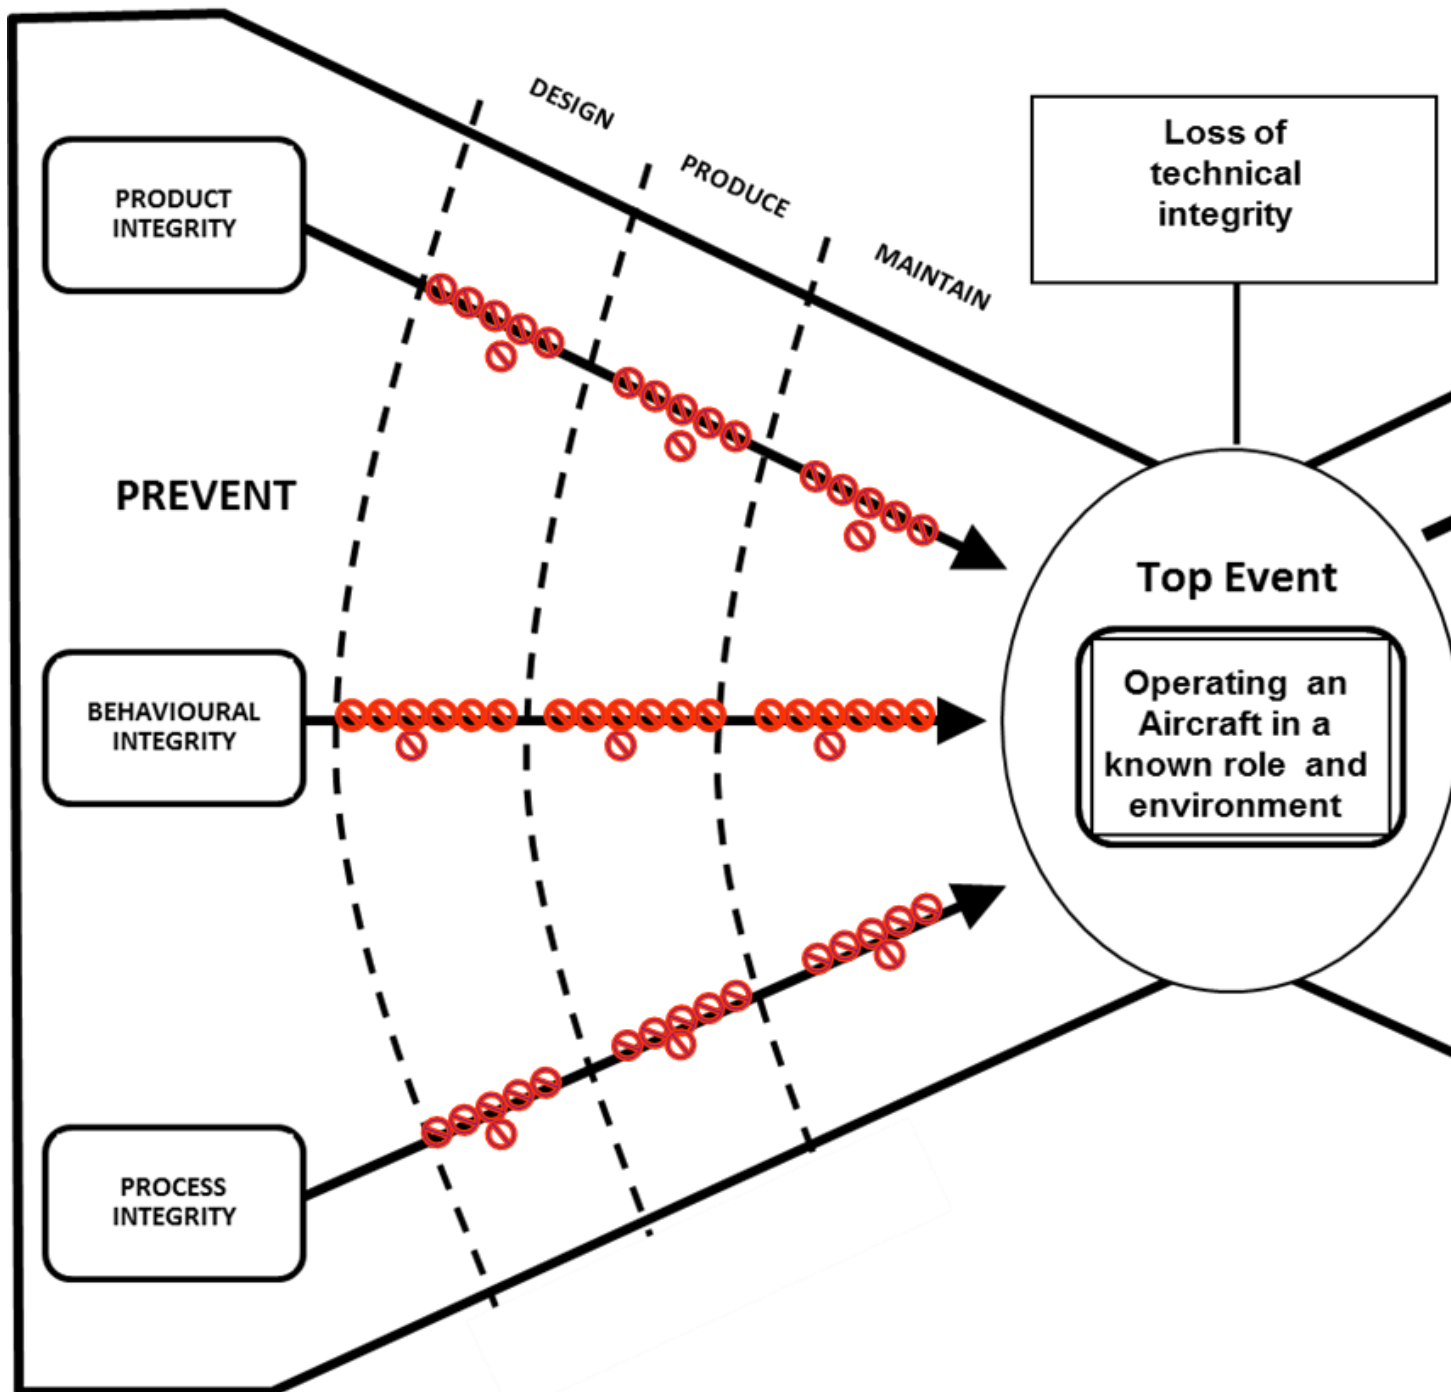 DESIGN
PRODUCE
MAINTAIN
Loss of
technical
integrity
PRODUCT
INTEGRITY
PREVENT
BEHAVIOURAL
INTEGRITY
PROCESS
INTEGRITY
Top Event
Operating an
Aircraft in a
known role and
environment